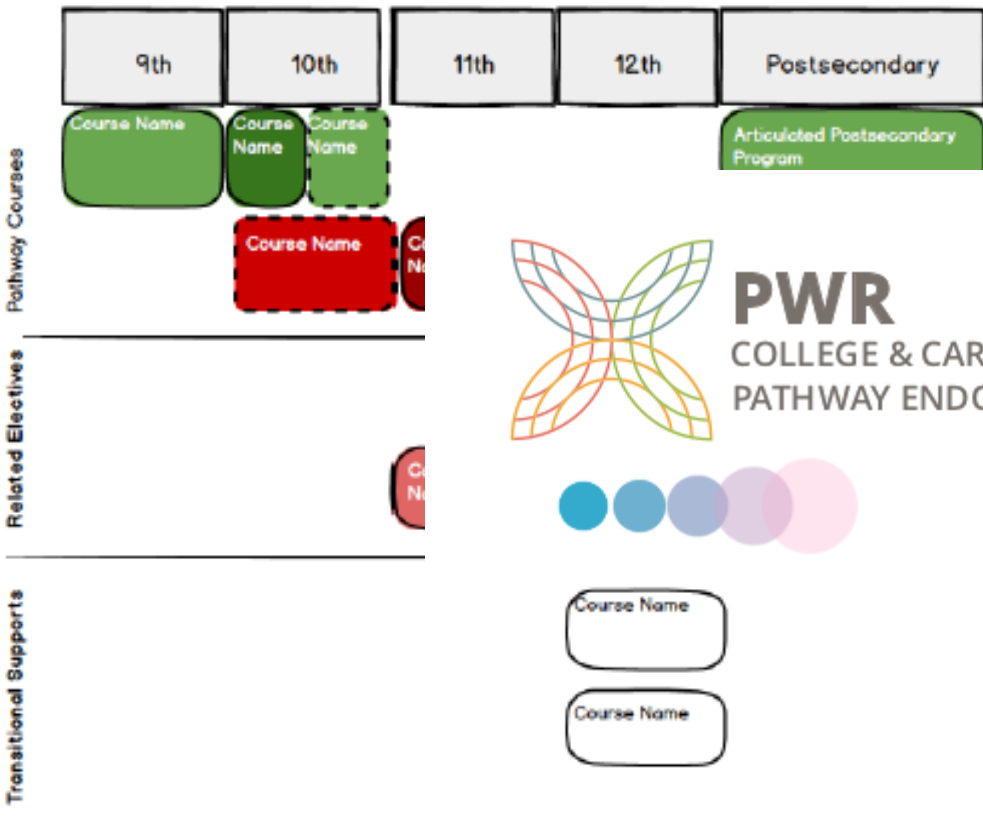 9th
10th
11th
12th
Postsecondary
Pathway Courses
Course Name
Course
Name
Course
Name
Articulated Postsecondary
Program
Course Name
PWR
COLLEGE & CAR
PATHWAY ENDO
Related Electives
Transitional Supports
Course Name
Course Name